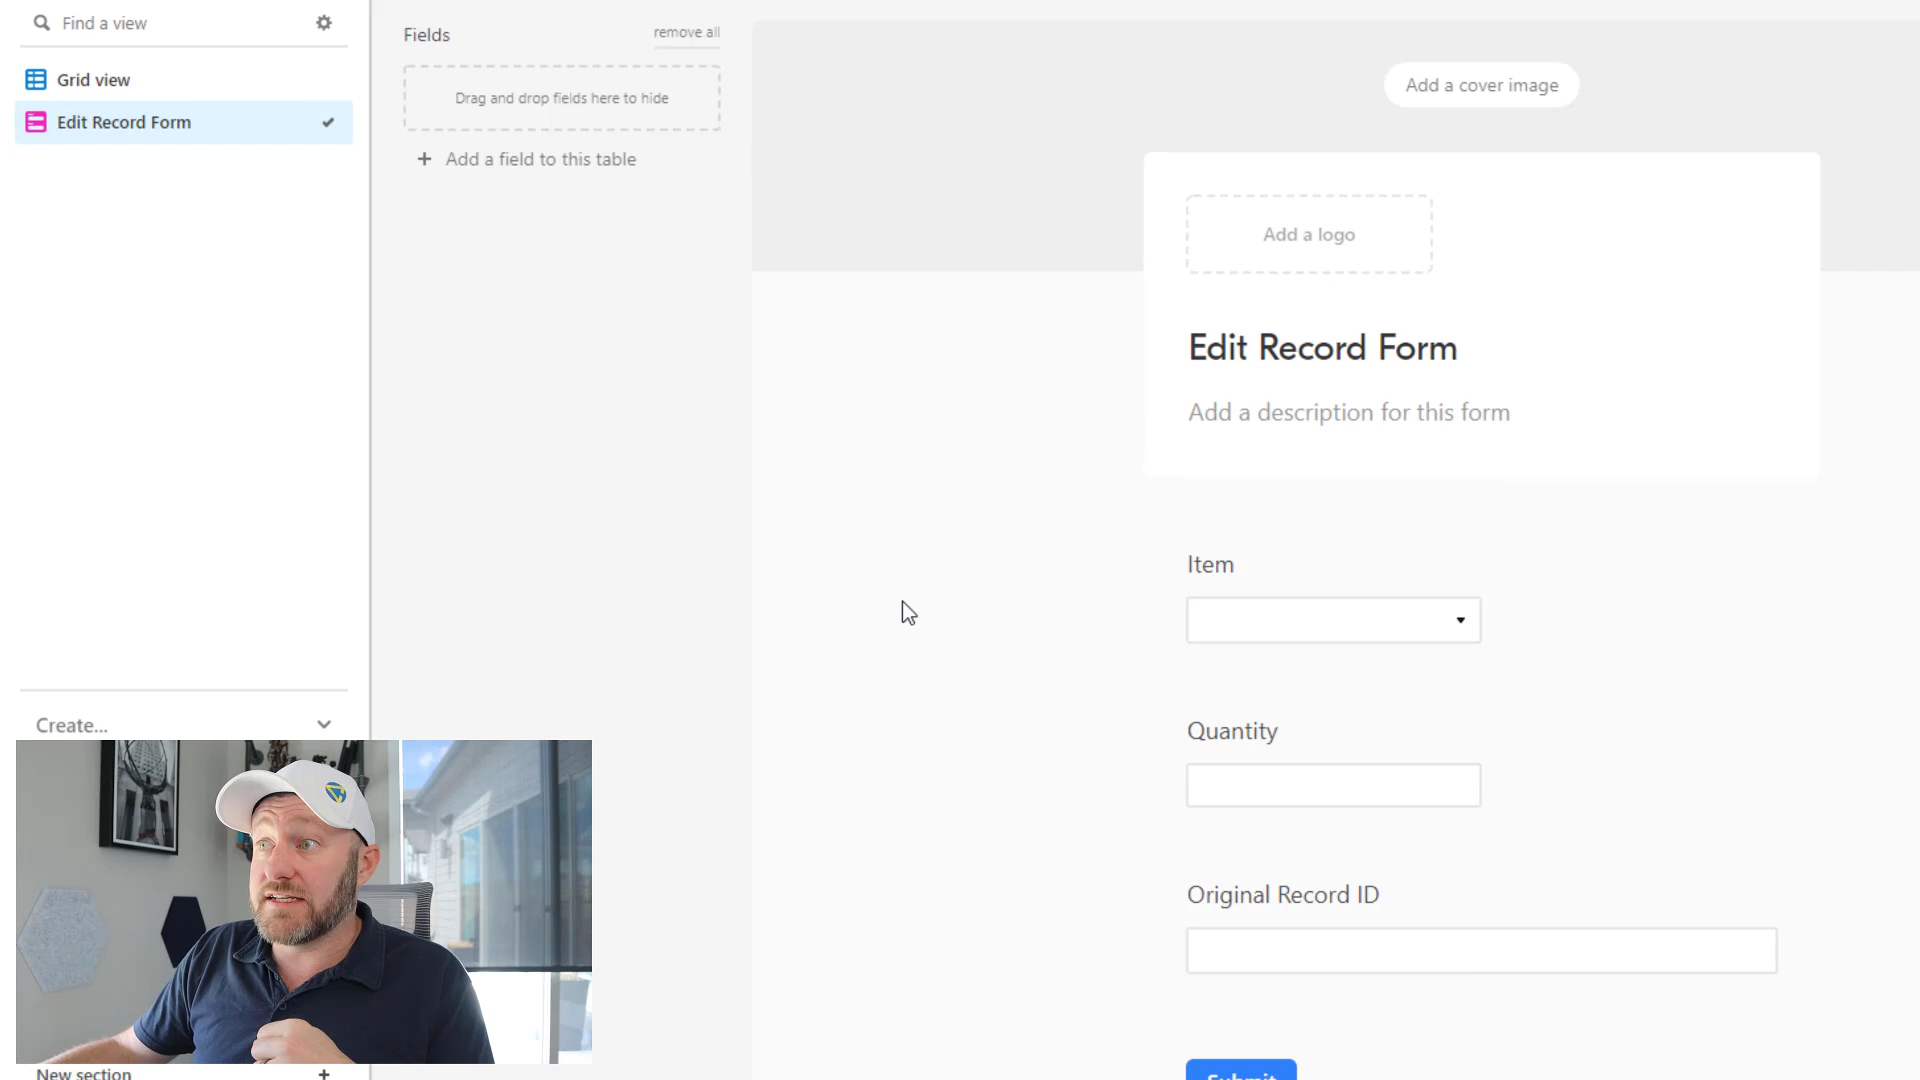 Find a view
Grid view
Edit Record Form
Create...
New section
Fields
remove all
Drag and drop fields here to hide
+ Add a field to this table
Add a cover image
Add a logo
Edit Record Form
Add a description for this form
Item
Quantity
Original Record ID
Submit